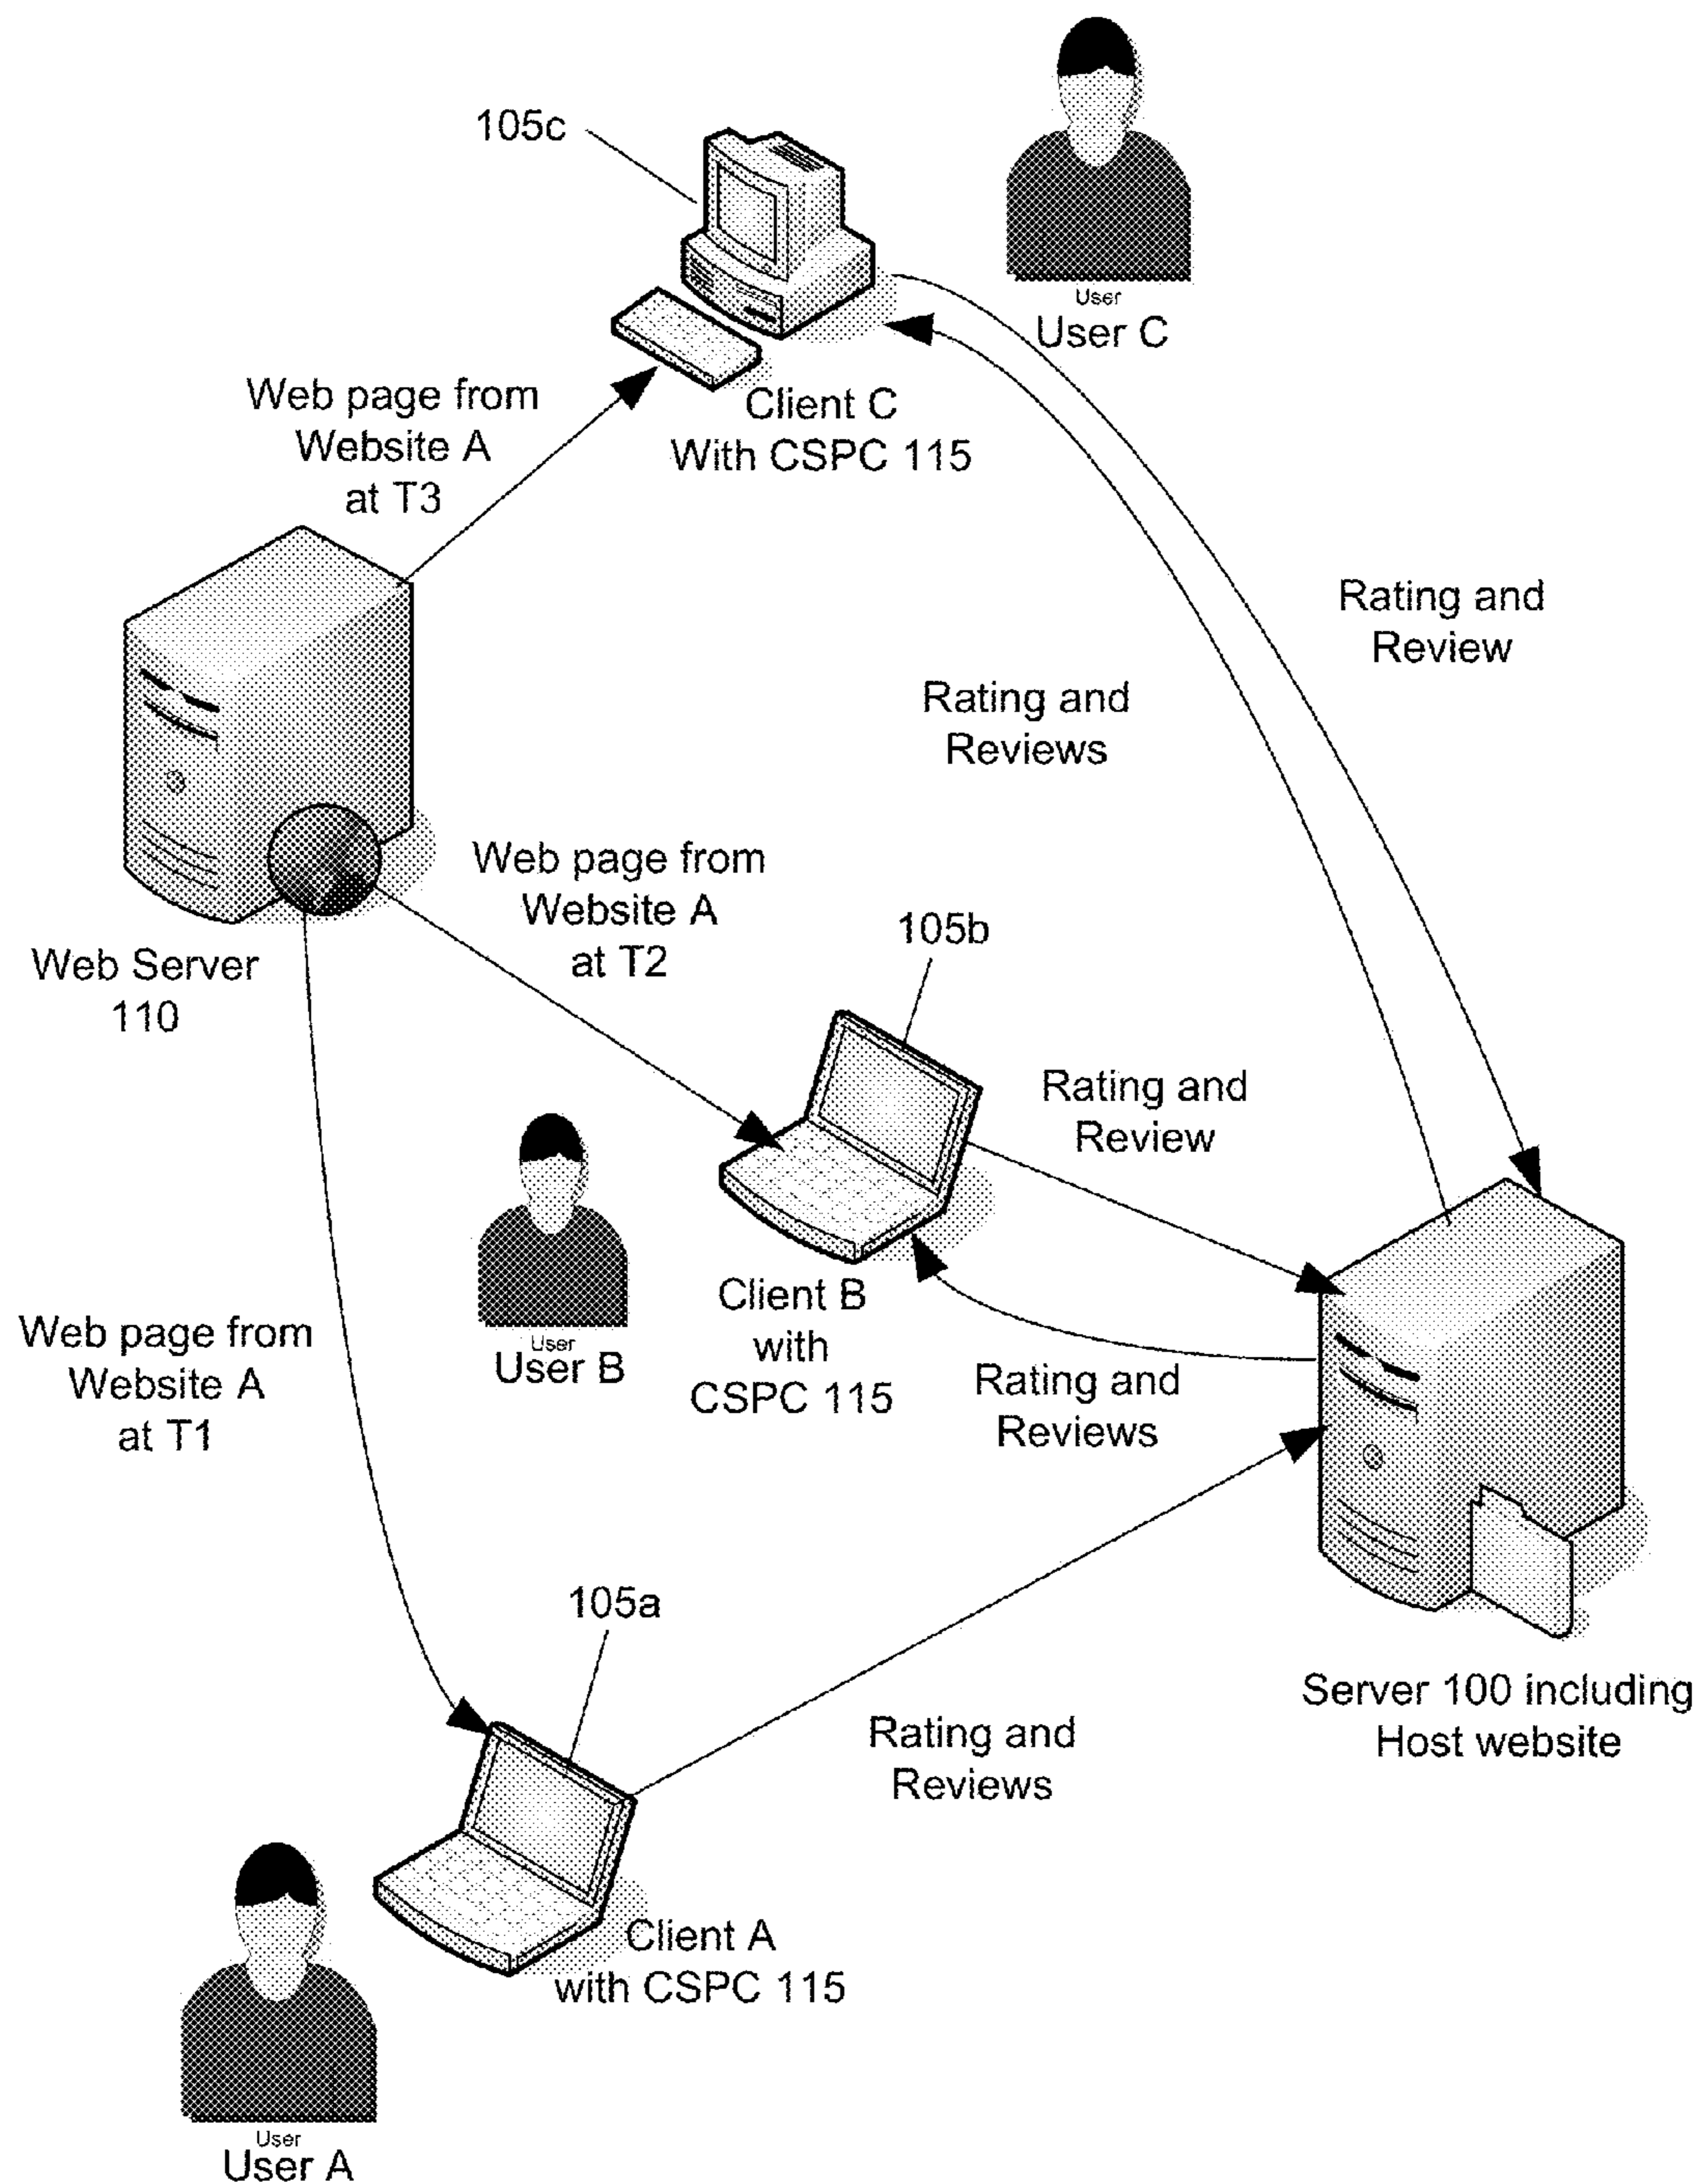 105c
User
User C
Web page from
Website A
at T3
Client C
With CSPC 115
Rating and
Review
Rating and
Reviews
Web page from
Website A
at T2
105b
Web Server
110
Rating and
Review
User
User B
Client B
with
CSPC 115
Rating and
Reviews
Web page from
Website A
at T1
105a
Server 100 including
Host website
Rating and
Reviews
Client A
with CSPC 115
User
User A